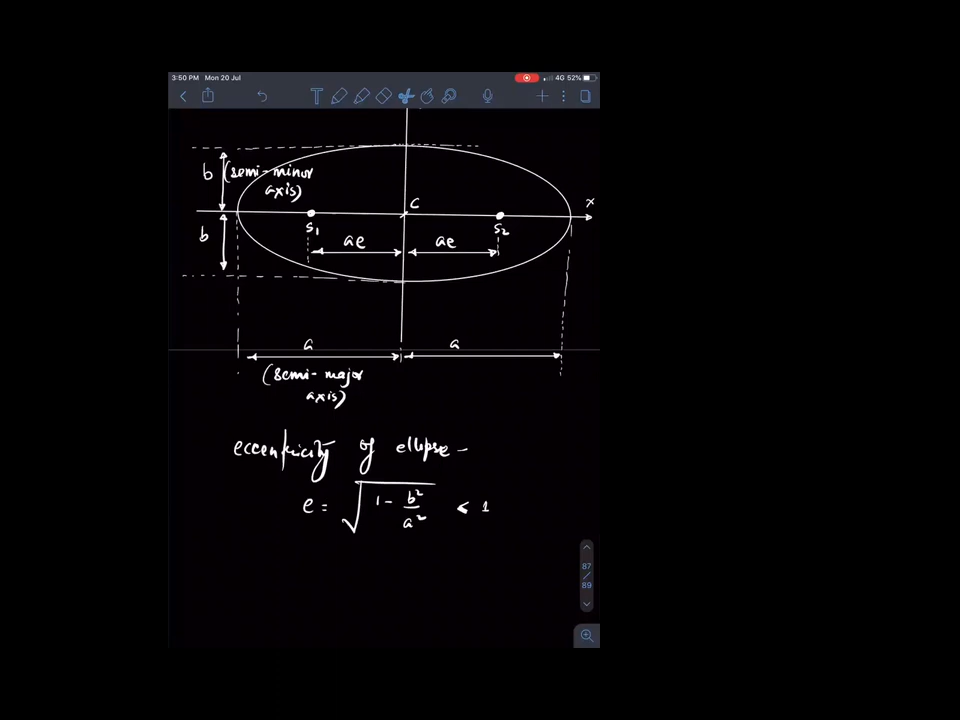 3:50 PM Mon 20 Jul
4G 52%
T
b (semi-minor
axis)
x
C
S1
S2
b
ae
ae
a
a
(semi-major
axis)
eccentricity of ellipse -
e = √1 - b²/a² < 1
87
/
89